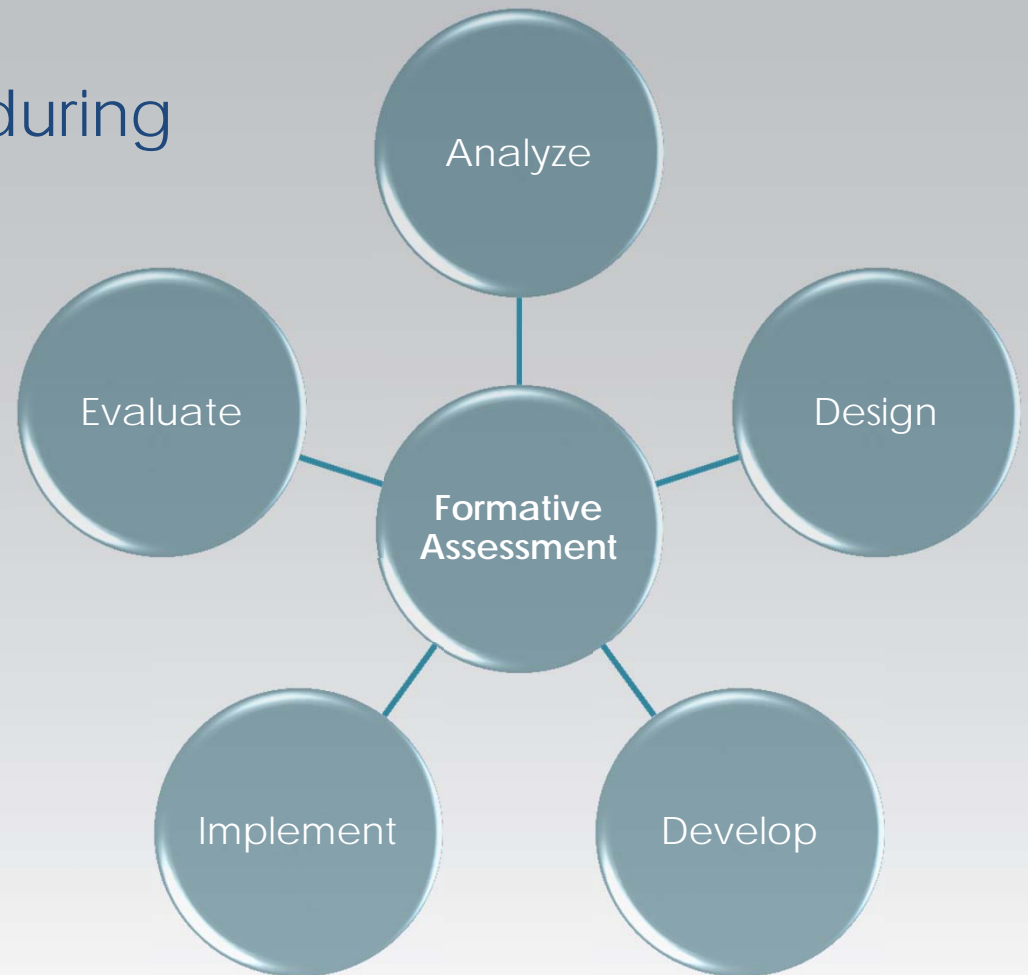 during
Analyze
Evaluate
Design
Formative
Assessment
Implement
Develop